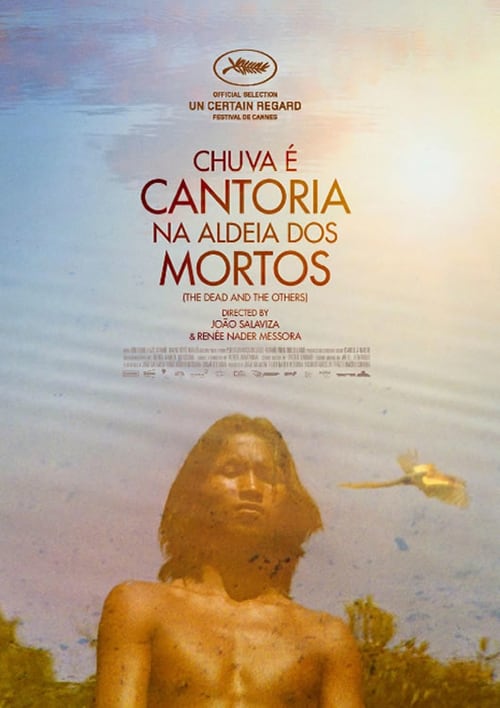 OFFICIAL SELECTION
UN CERTAIN REGARD
FESTIVAL DE CANNES
CHUVA É
CANTORIA
NA ALDEIA DOS
MORTOS
(THE DEAD AND THE OTHERS)
DIRECTED BY
JOÃO SALAVIZA
& RENÉE NADER MESSORA